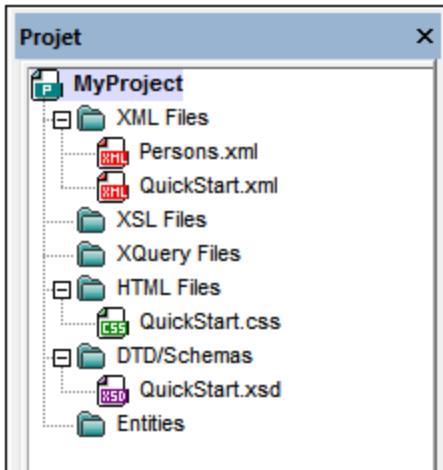 Projet
MyProject
XML Files
Persons.xml
QuickStart.xml
XSL Files
XQuery Files
HTML Files
QuickStart.css
DTD/Schemas
QuickStart.xsd
Entities